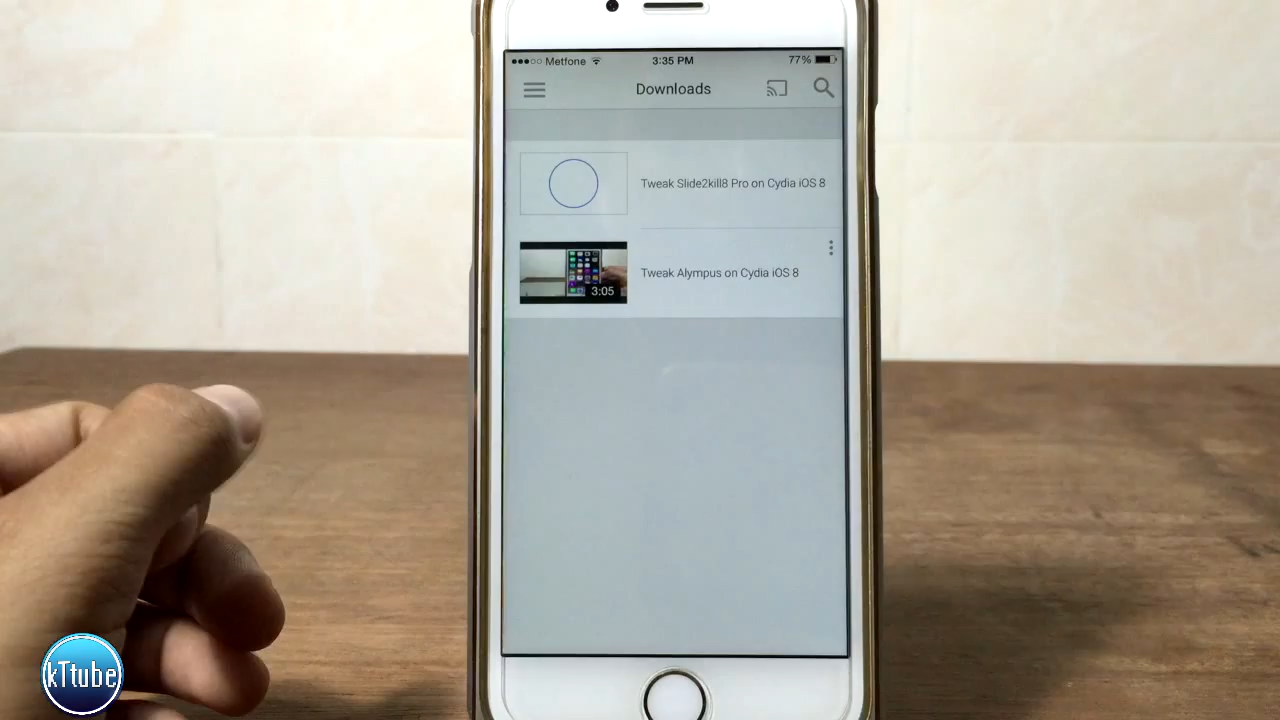 Metfone
3:35 PM
77%
Downloads
Tweak Slide2kill8 Pro on Cydia iOS 8
Tweak Alympus on Cydia iOS 8
3:05
kTtube